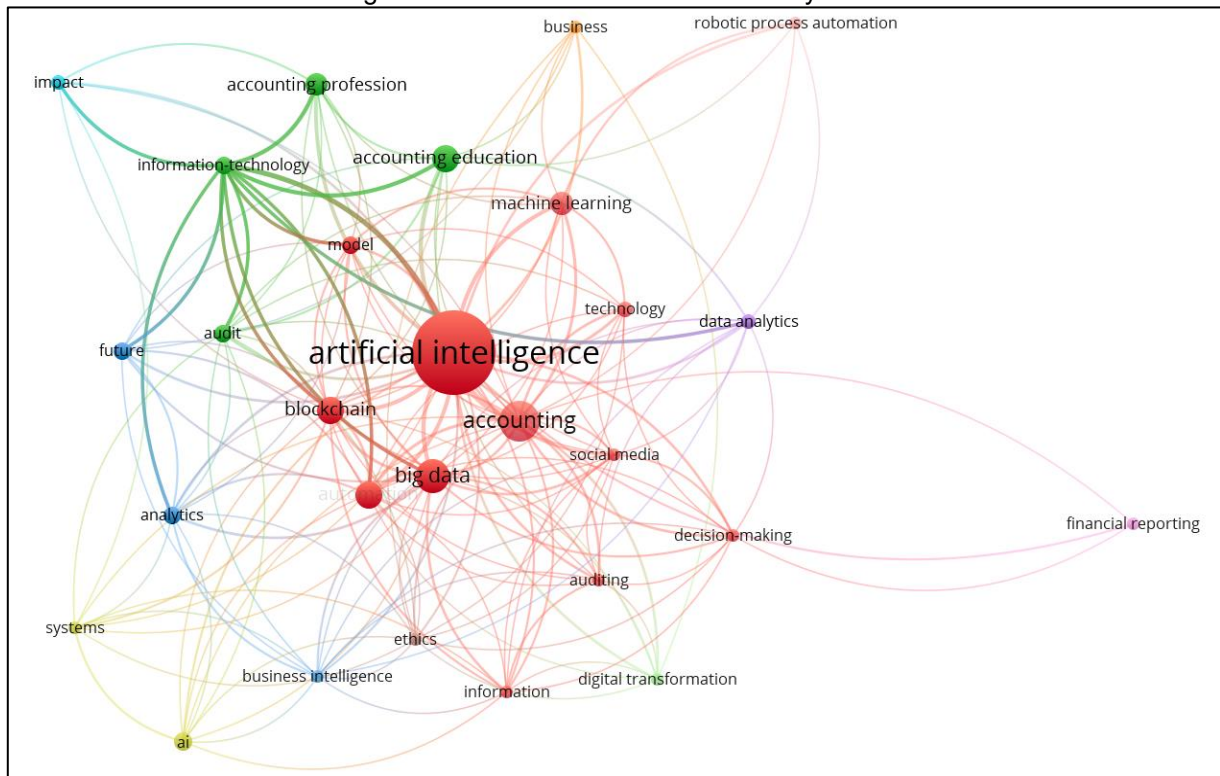 business
robotic process automation
impact
accounting profession
accounting education
information-technology
machine learning
model
technology
data analytics
audit
future
artificial intelligence
blockchain
accounting
social media
big data
automation
analytics
financial reporting
decision-making
auditing
systems
ethics
business intelligence
digital transformation
information
ai